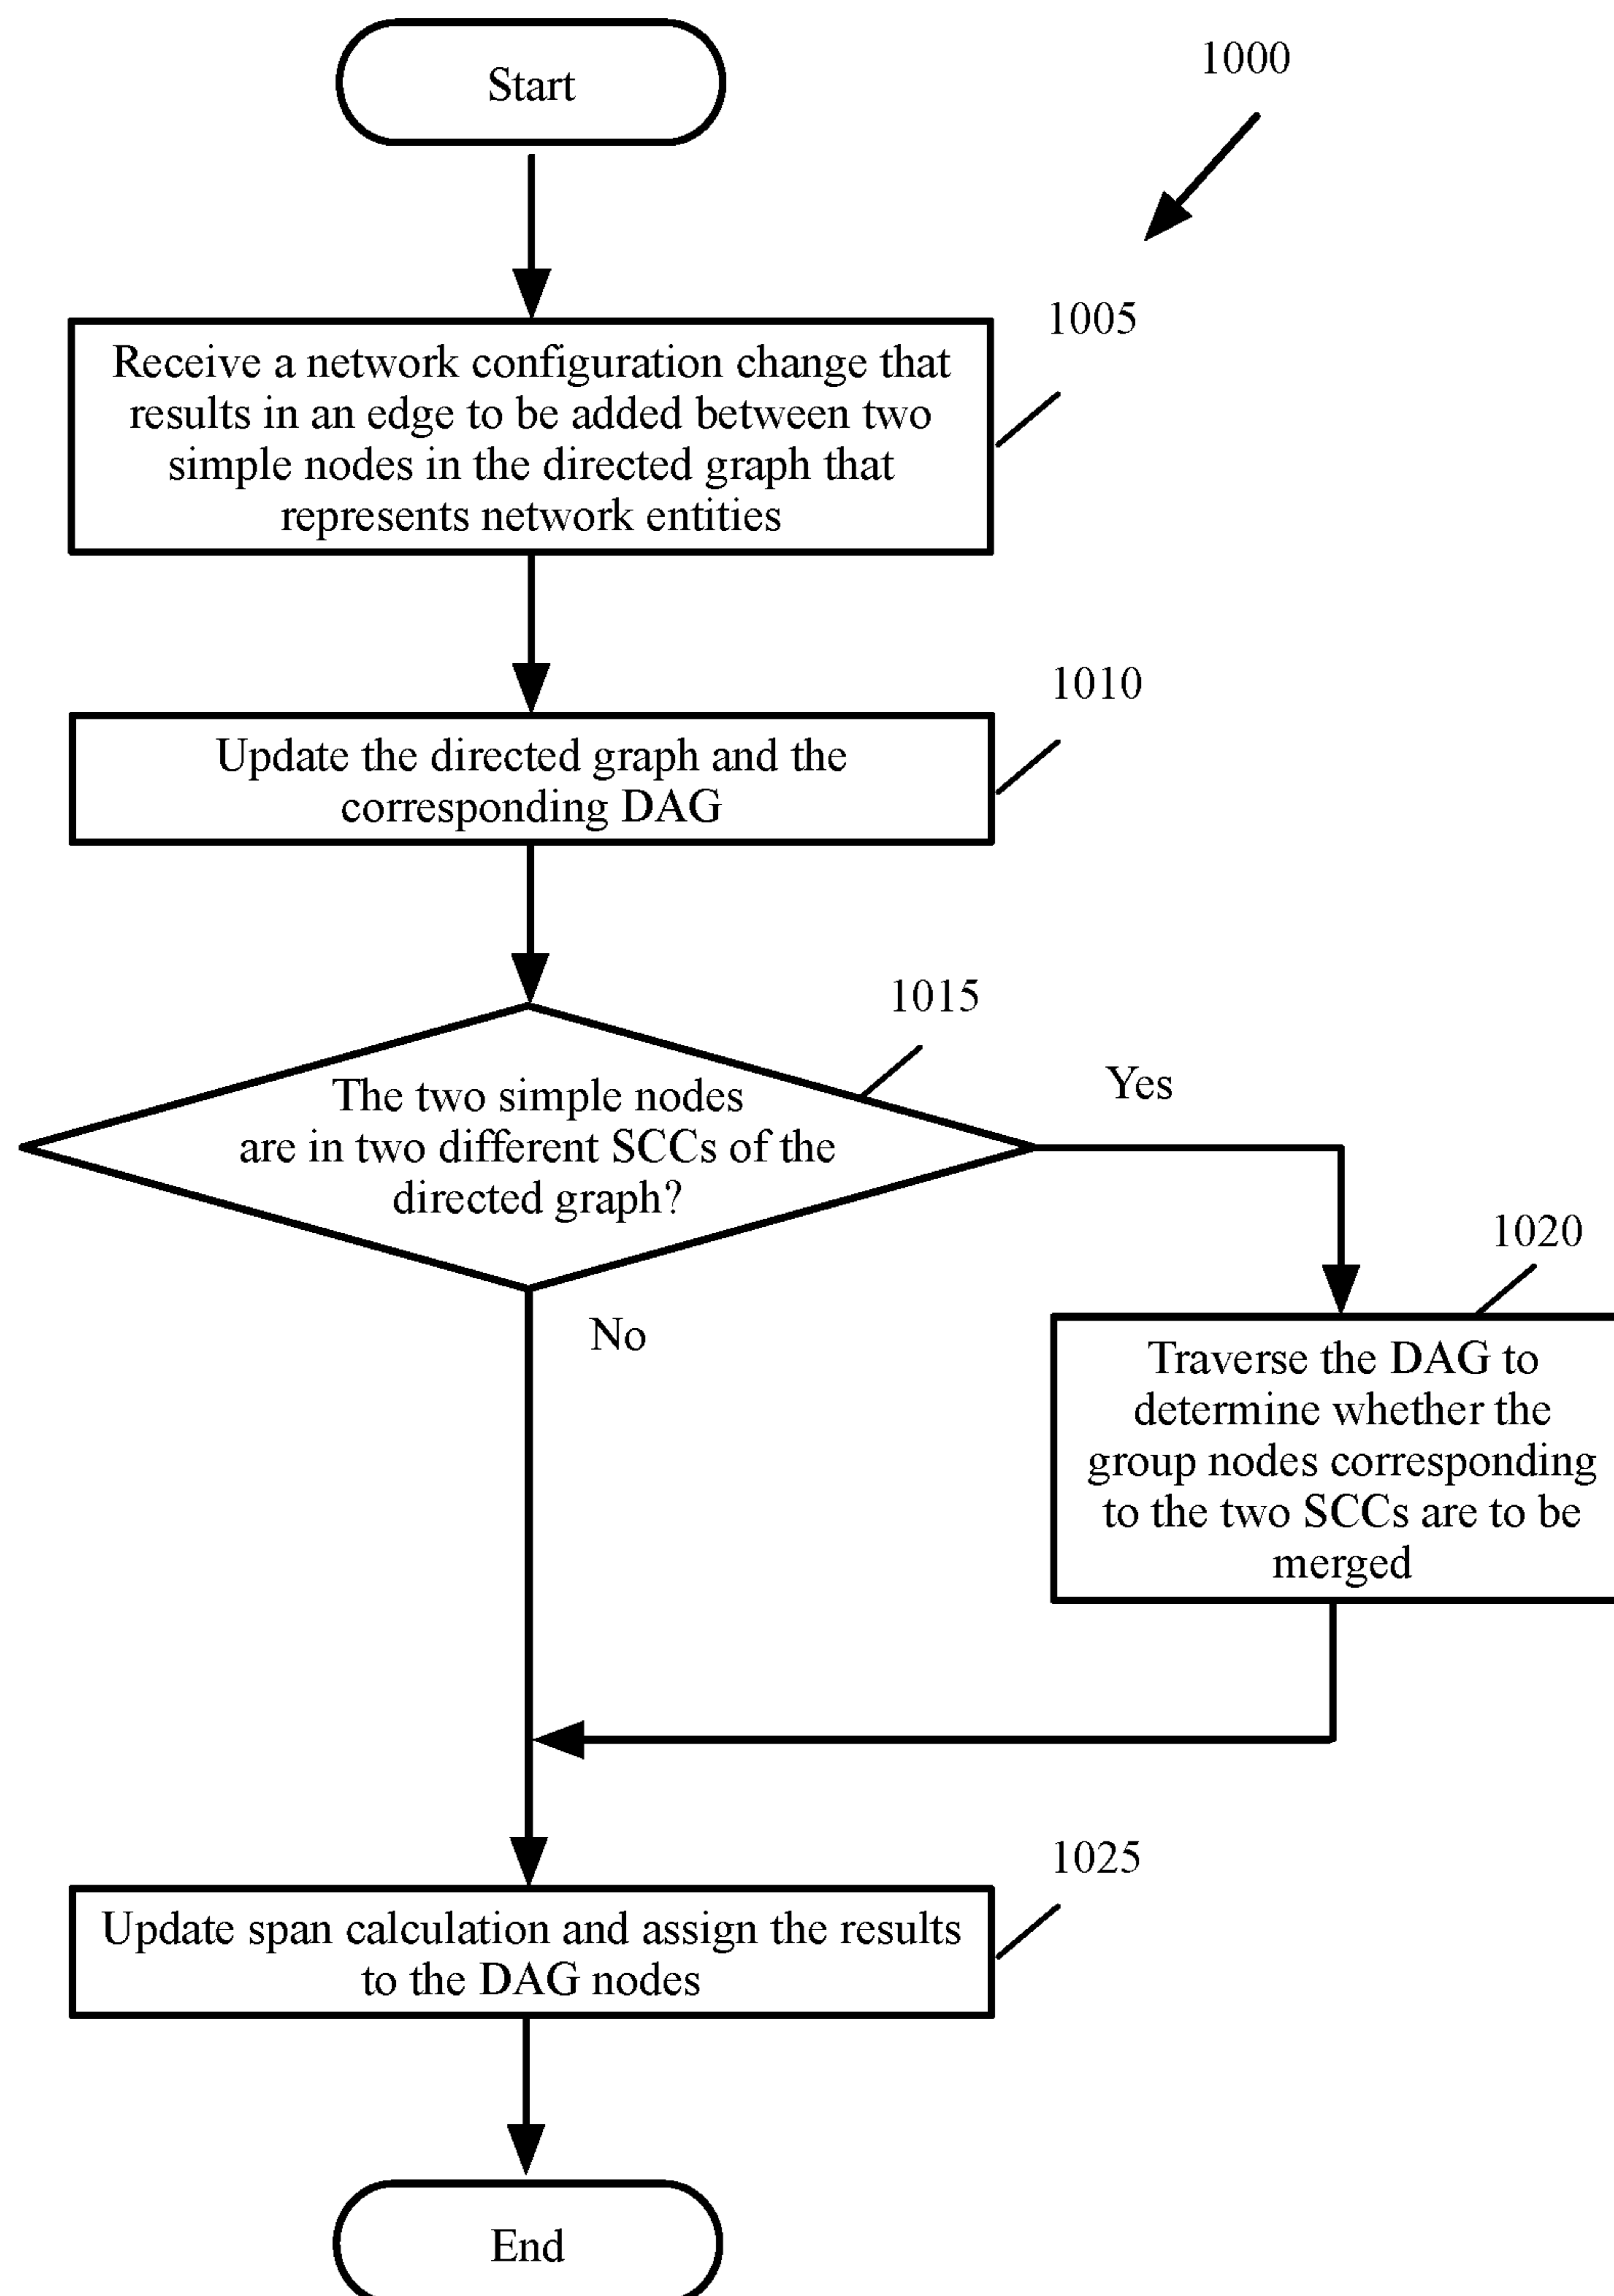 Start
1000
1005
Receive a network configuration change that
results in an edge to be added between two
simple nodes in the directed graph that
represents network entities
1010
Update the directed graph and the
corresponding DAG
1015
The two simple nodes
are in two different SCCs of the
directed graph?
Yes
No
1020
Traverse the DAG to
determine whether the
group nodes corresponding
to the two SCCs are to be
merged
1025
Update span calculation and assign the results
to the DAG nodes
End